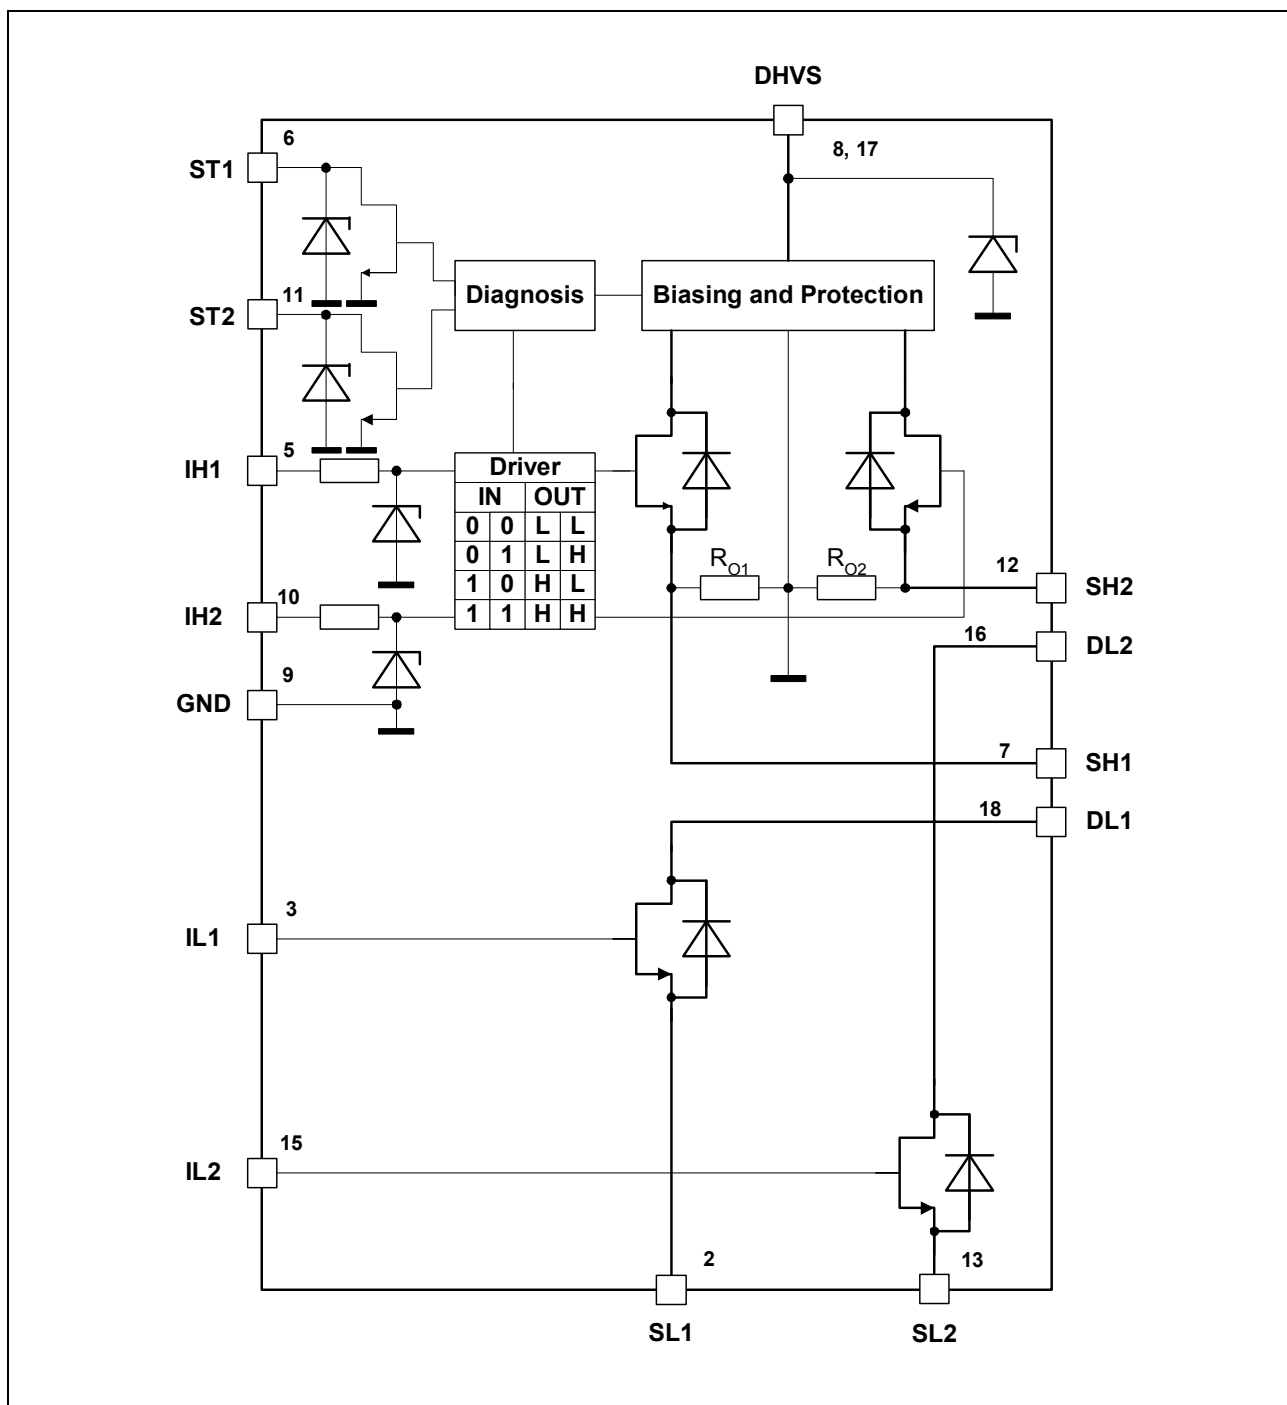 DHVS
8, 17
6
ST1
11
ST2
Diagnosis
Biasing and Protection
5
IH1
Driver
IN OUT
0 0 L L
0 1 L H
1 0 H L
1 1 H H
RO1
RO2
12
SH2
10
IH2
16
DL2
9
GND
7
SH1
18
DL1
3
IL1
15
IL2
2
13
SL1
SL2